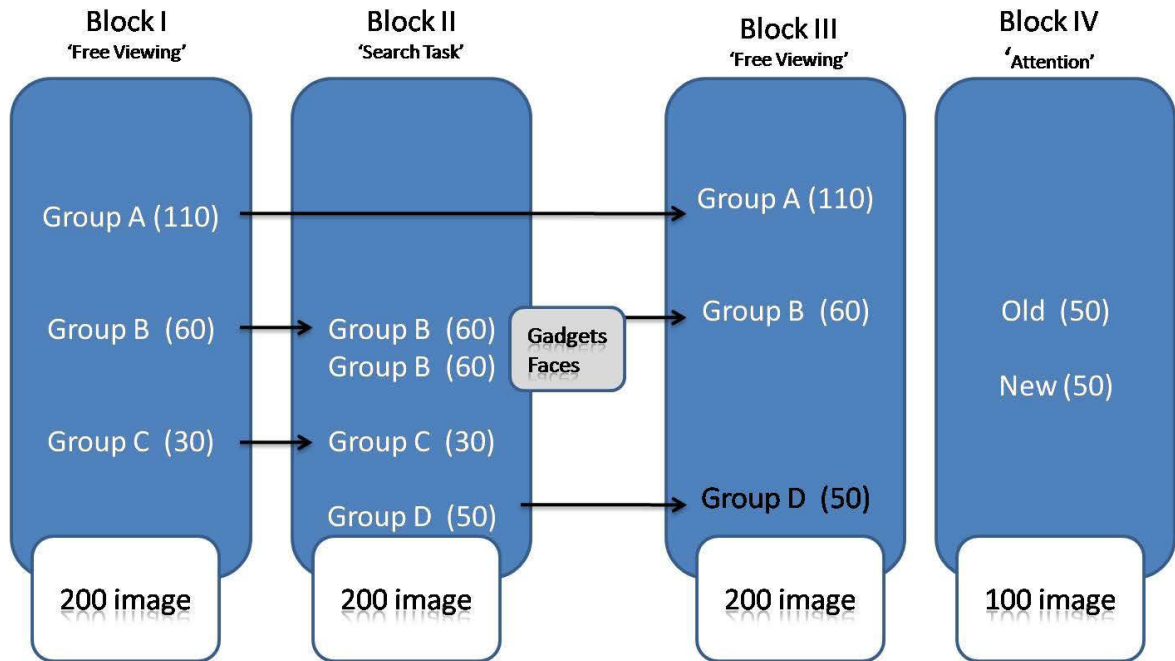 Block I
'Free Viewing'
Group A (110)
Group B (60)
Group C (30)
200 image
Block II
'Search Task'
Group B (60)
Group B (60)
Group C (30)
Group D (50)
200 image
Gadgets
Faces
Block III
'Free Viewing'
Group A (110)
Group B (60)
Group D (50)
200 image
Block IV
'Attention'
Old (50)
New (50)
100 image